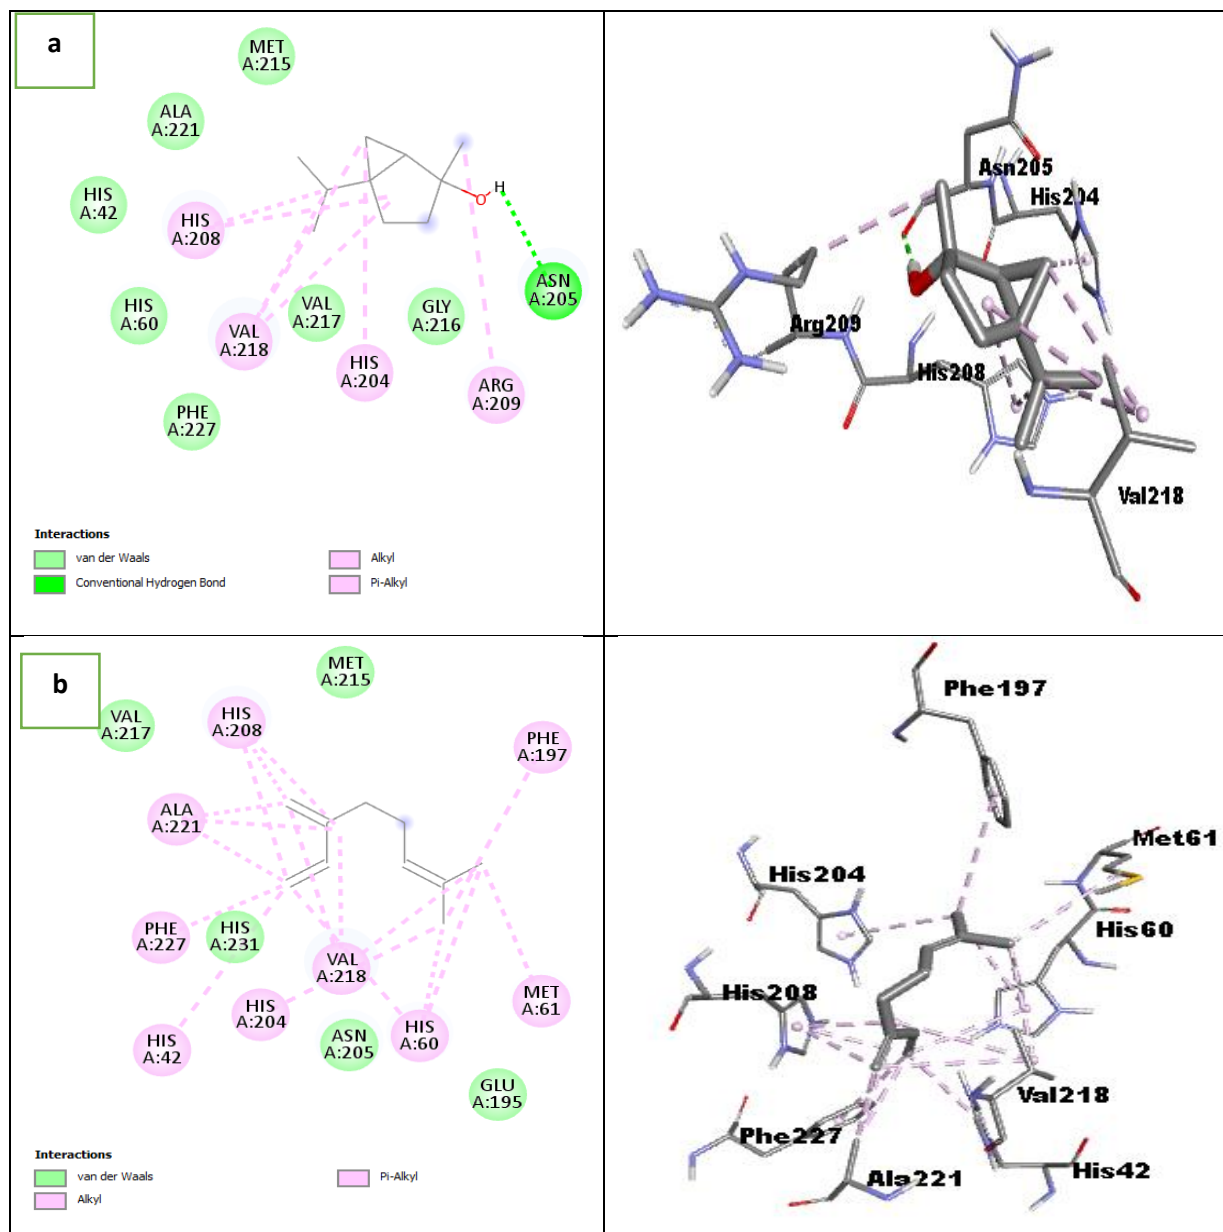 a
MET
A:215
ALA
A:221
HIS
A:42
HIS
A:208
HIS
A:60
VAL
A:217
GLY
A:216
ASN
A:205
VAL
A:218
HIS
A:204
ARG
A:209
PHE
A:227
O
H
Interactions
van der Waals
Conventional Hydrogen Bond
Alkyl
Pi-Alkyl
Asn205
His204
Arg209
His208
Val218
b
MET
A:215
VAL
A:217
HIS
A:208
PHE
A:197
ALA
A:221
PHE
A:227
HIS
A:231
VAL
A:218
HIS
A:204
MET
A:61
HIS
A:42
ASN
A:205
HIS
A:60
GLU
A:195
Interactions
van der Waals
Alkyl
Pi-Alkyl
Phe197
Met61
His204
His60
His208
Val218
Phe227
His42
Ala221